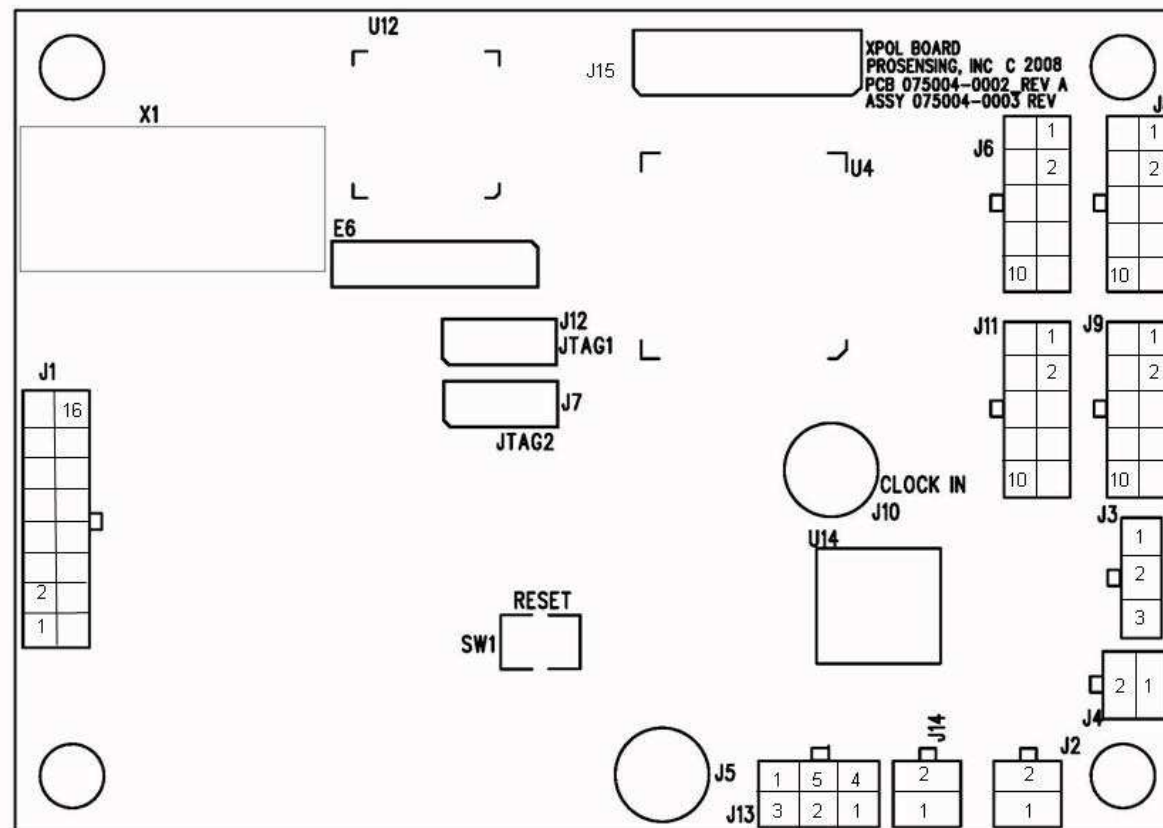 U12
J15
XPOL BOARD
PROSENSING, INC C 2008
PCB 075004-0002_REV A
ASSY 075004-0003 REV
X1
J6
1
2
10
1
2
10
U4
E6
J12
JTAG1
J7
JTAG2
J11
1
2
10
J9
1
2
10
J1
16
2
1
CLOCK IN
J10
U14
J3
1
2
3
RESET
SW1
2 1
J4
J5
J13
1 5 4
3 2 1
J14
2
1
J2
2
1